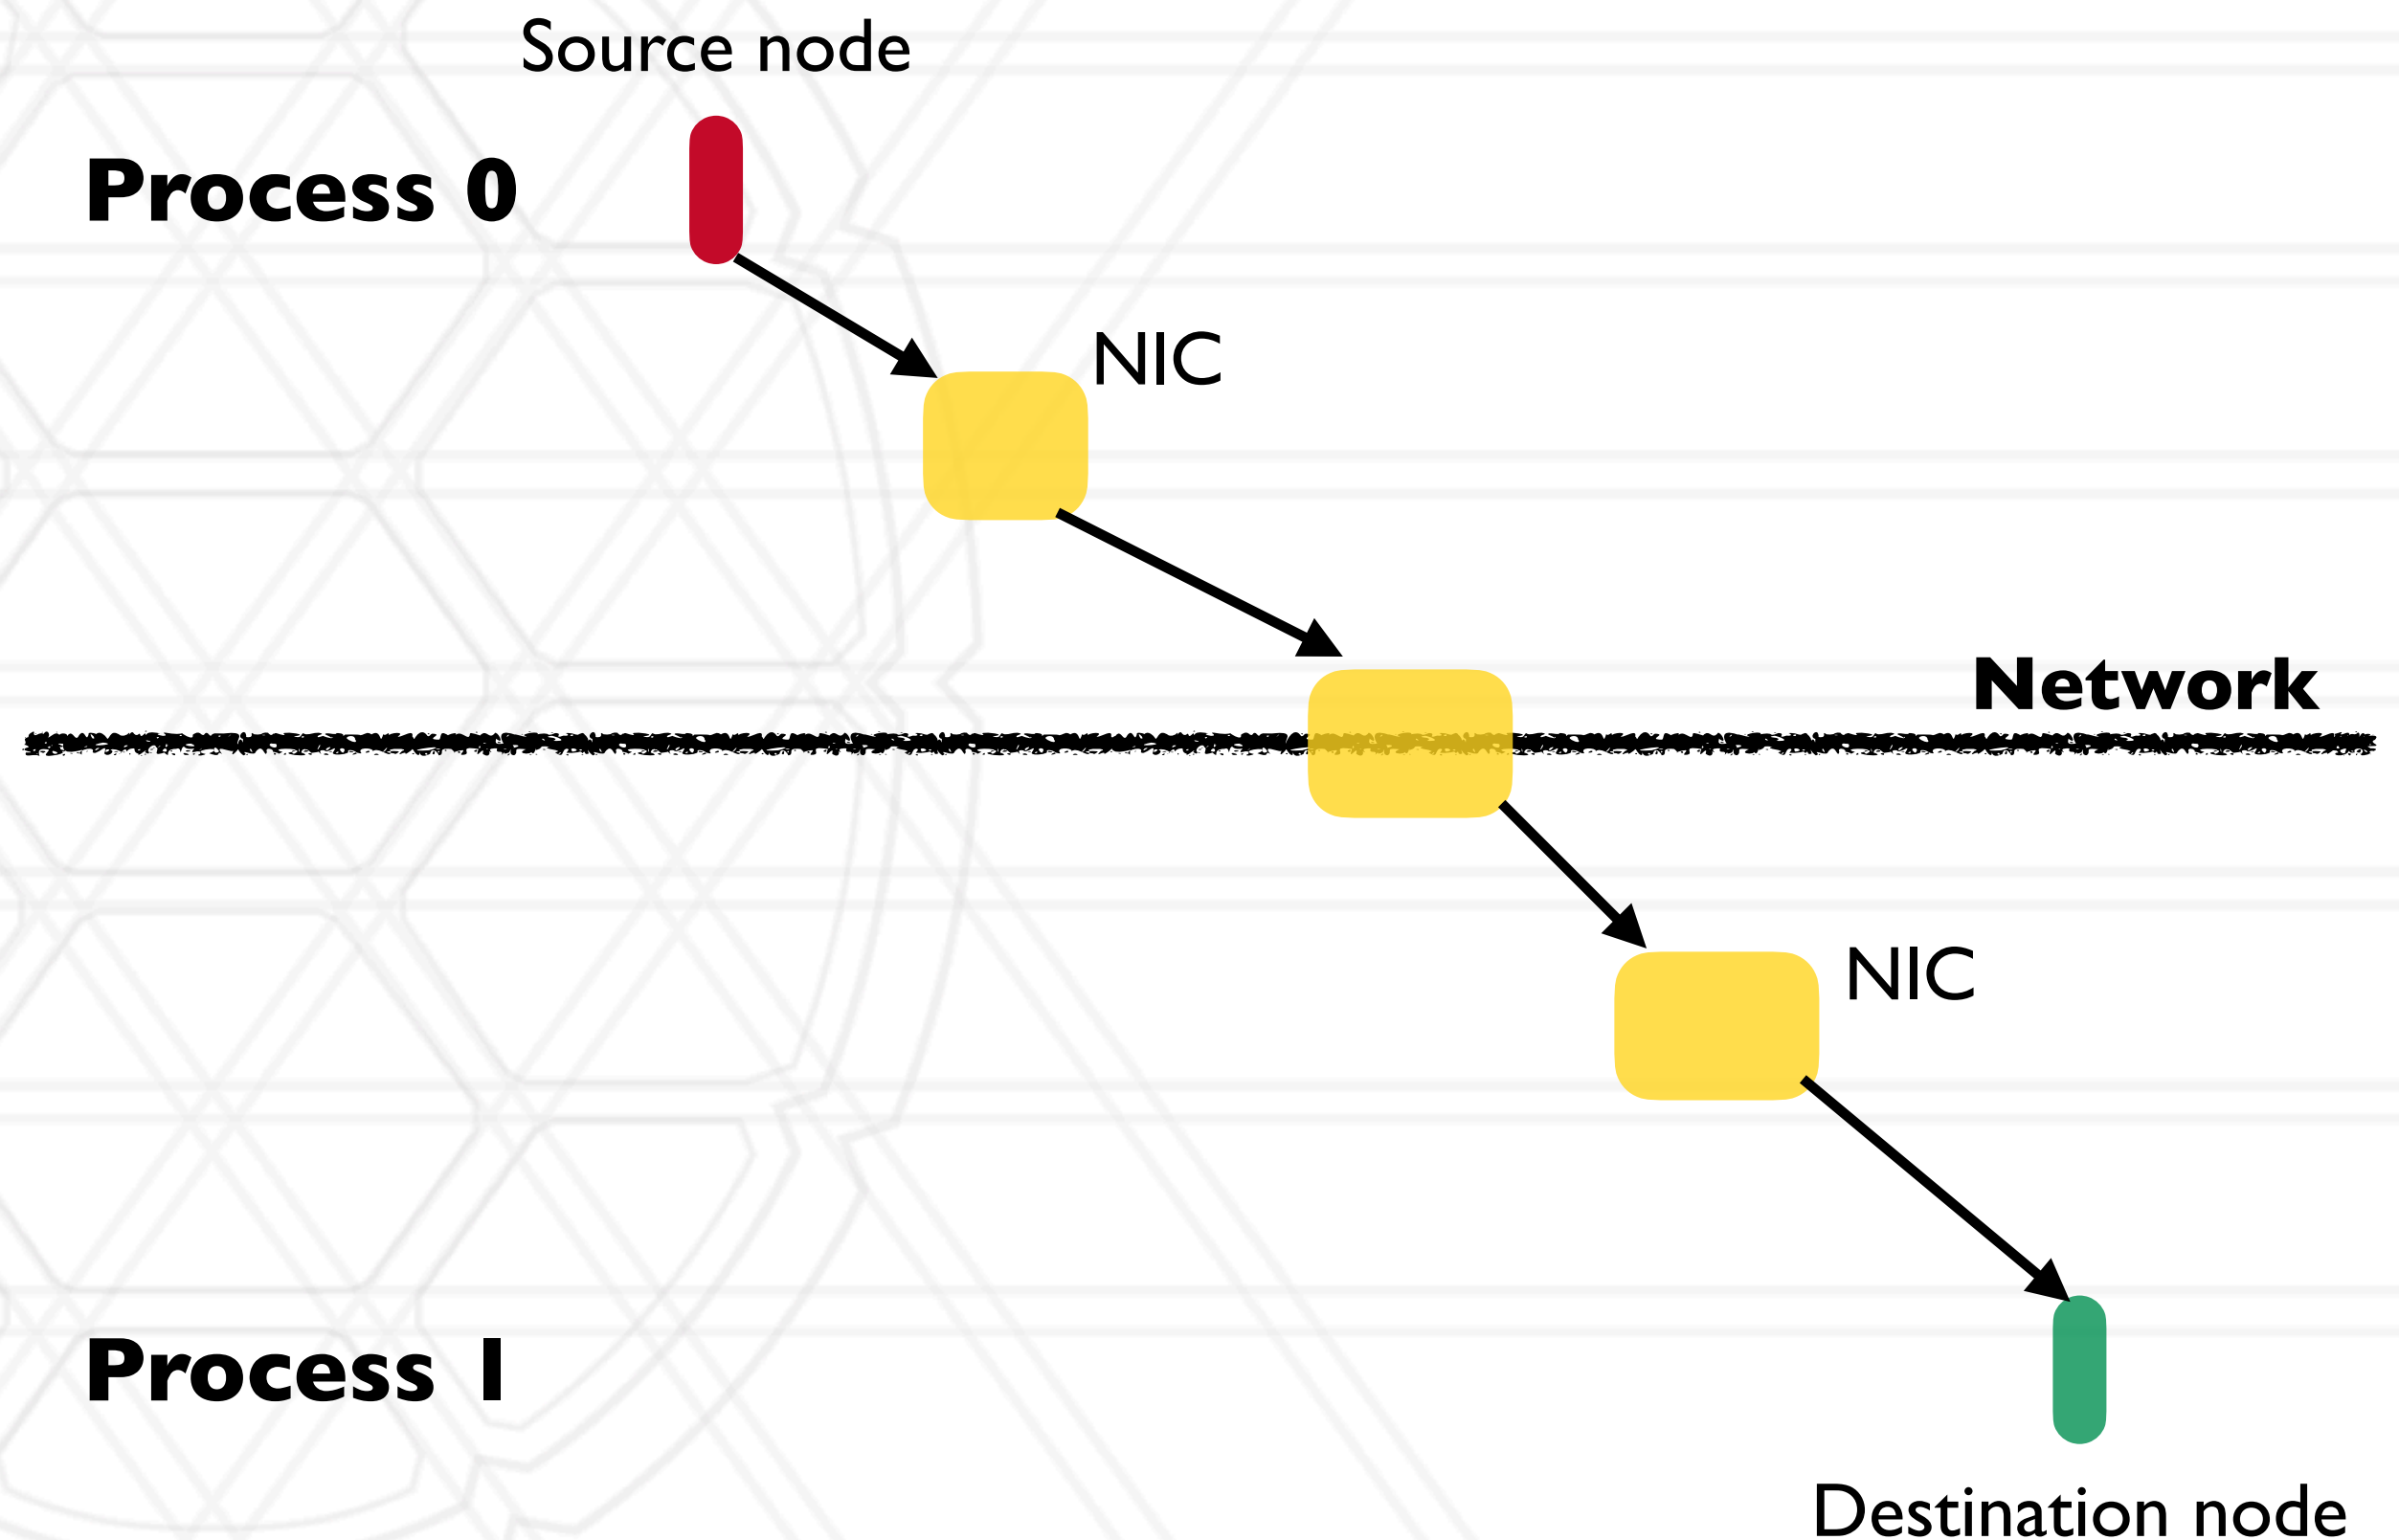 Source node
Process 0
NIC
Network
NIC
Process 1
Destination node